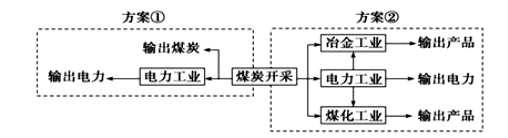 方案①
方案②
输出煤炭
冶金工业
输出产品
输出电力
电力工业
煤炭开采
电力工业
输出电力
煤化工业
输出产品